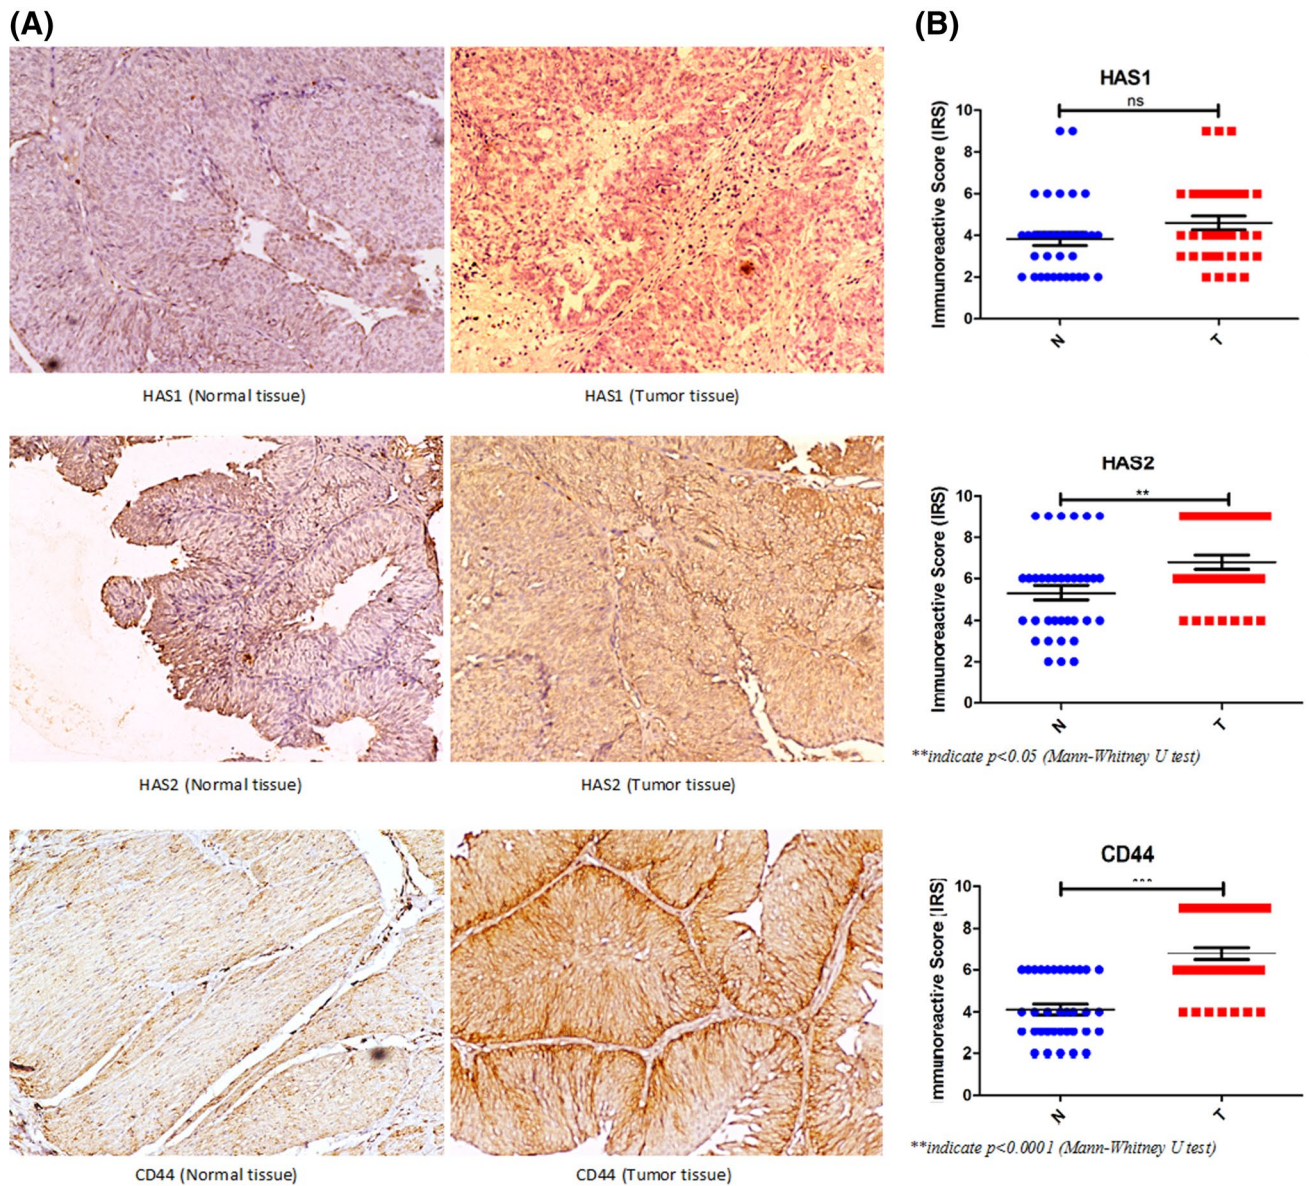 (A)
(B)
HAS1 (Normal tissue)
HAS1 (Tumor tissue)
HAS1
ns
Immunoreactive Score (IRS)
10
8
6
4
2
0
N
T
HAS2 (Normal tissue)
HAS2 (Tumor tissue)
HAS2
**
Immunoreactive Score (IRS)
10
8
6
4
2
0
N
T
**indicate p<0.05 (Mann-Whitney U test)
CD44 (Normal tissue)
CD44 (Tumor tissue)
CD44
Immunoreactive Score (IRS)
10
8
6
4
2
0
N
T
**indicate p<0.0001 (Mann-Whitney U test)